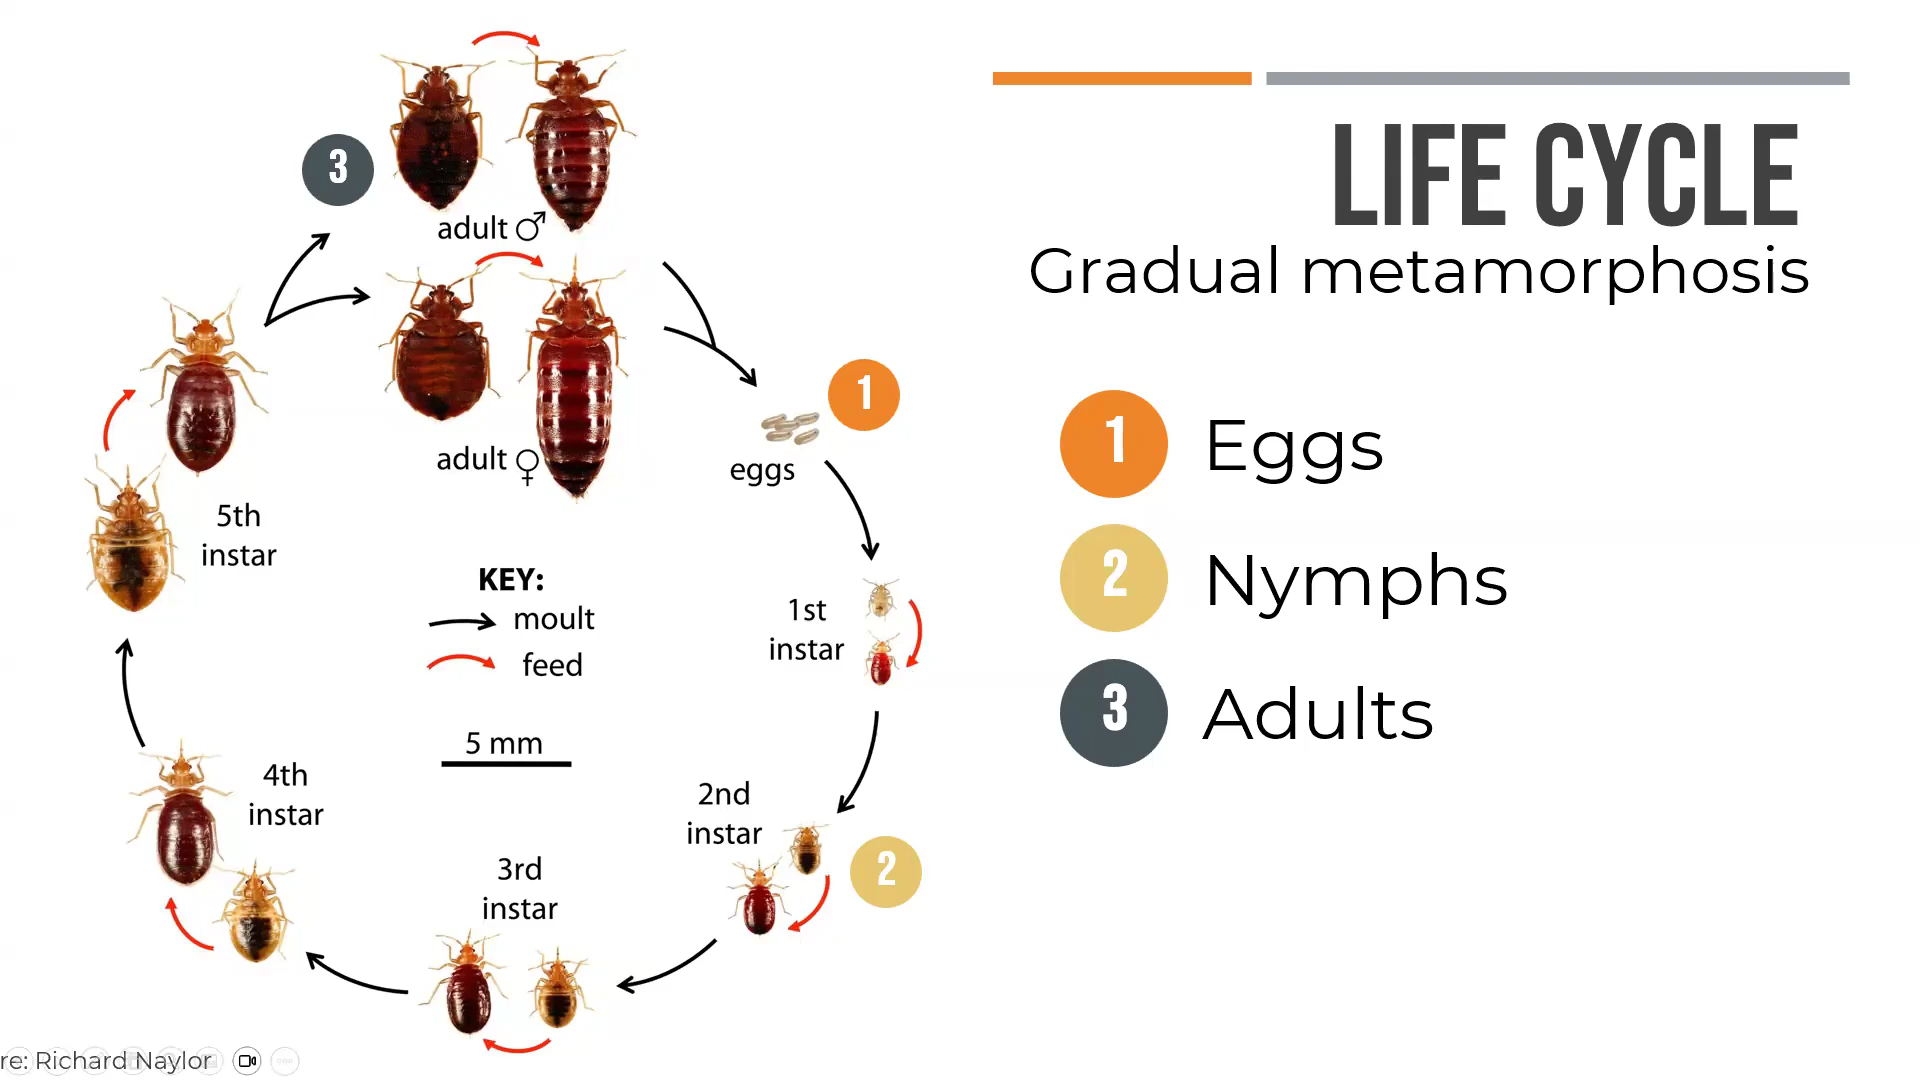 LIFE CYCLE
Gradual metamorphosis
1 Eggs
2 Nymphs
3 Adults
3
adult ♂
adult ♀
1
eggs
5th
instar
KEY:
moult
feed
1st
instar
5 mm
4th
instar
2nd
instar
2
3rd
instar
re: Richard Naylor